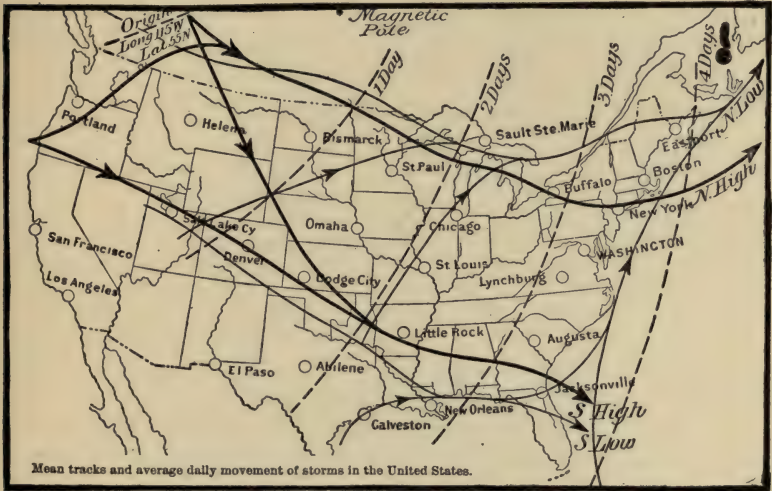 Origin
Long 115 W
Lat 55 N
Magnetic
Pole
1 Day
2 Days
3 Days
4 Days
N. Low
N. High
Portland
Helena
Bismarck
St. Paul
Sault Ste. Marie
Eastport
Buffalo
Boston
New York
Salt Lake Cy
Omaha
Chicago
WASHINGTON
San Francisco
Denver
Dodge City
St Louis
Lynchburg
Los Angeles
Little Rock
Augusta
El Paso
Abilene
Jacksonville
Galveston
New Orleans
S High
S Low
Mean tracks and average daily movement of storms in the United States.